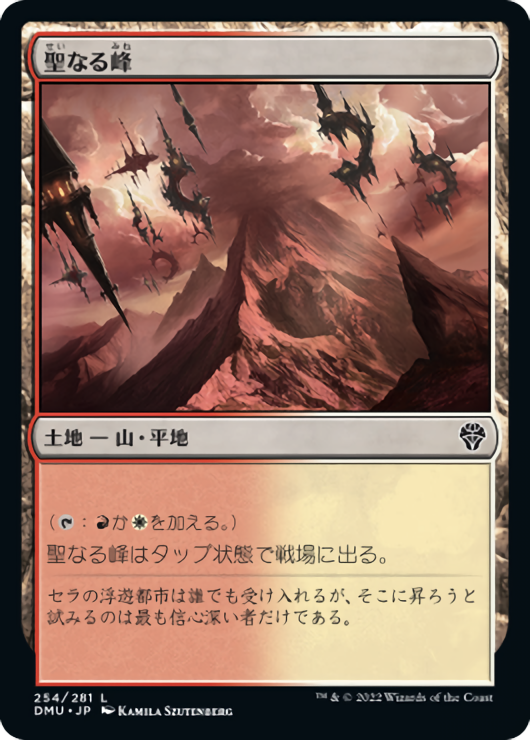 せい みね
聖なる峰
土地 — 山・平地
(：か を加える。)
聖なる峰はタップ状態で戦場に出る。
セラの浮遊都市は誰でも受け入れるが、そこに昇ろうと
試みるのは最も信心深い者だけである。
254/281 L
DMU・JP KAMILA SZUTENBERG
™ & © 2022 Wizards of the Coast